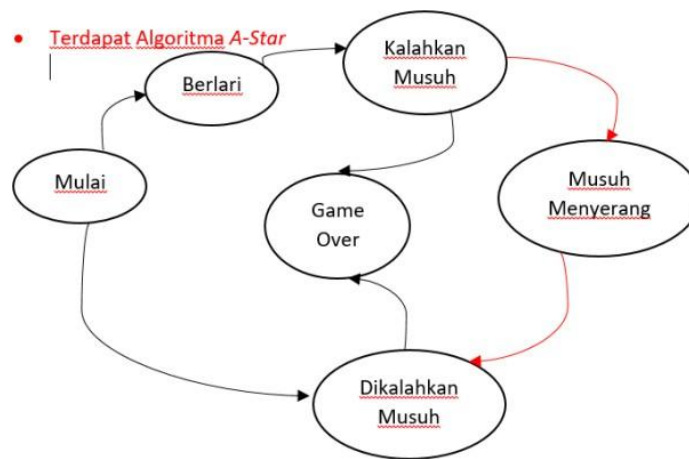 Terdapat Algoritma A-Star
Kalahkan
Musuh
Berlari
Mulai
Musuh
Menyerang
Game
Over
Dikalahkan
Musuh